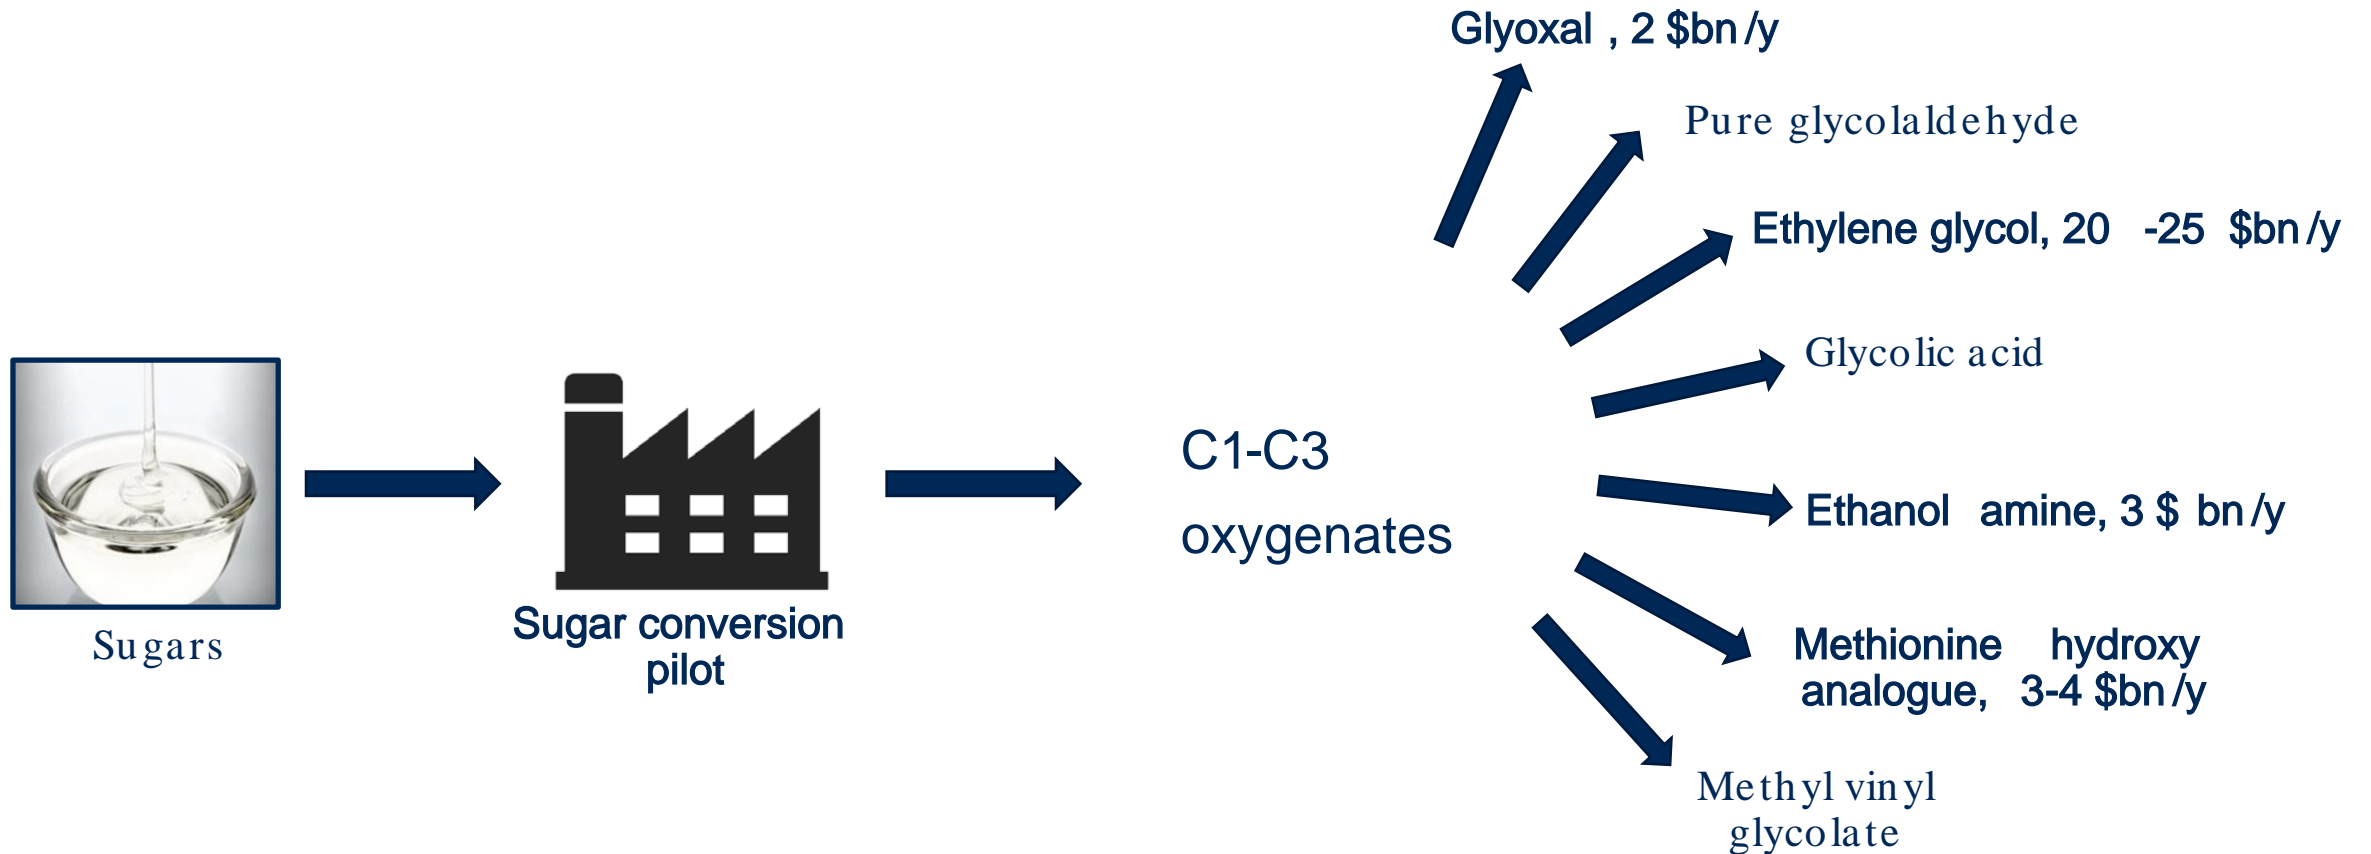 Glyoxal , 2 $bn /y
Pure glycolaldehyde
Ethylene glycol, 20 -25 $bn /y
Glycolic acid
C1-C3
oxygenates
Ethanol amine, 3 $ bn /y
Sugars
Sugar conversion
pilot
Methionine hydroxy
analogue, 3-4 $bn /y
Methyl vinyl
glycolate